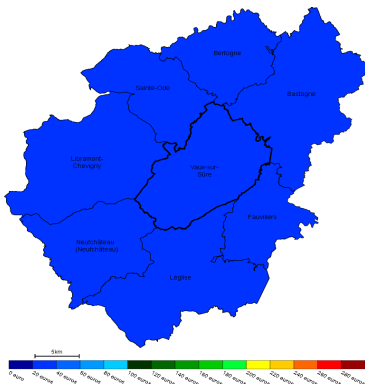 Bertogne
Sainte-Ode
Bastogne
Libramont-
Chevigny
Vaux-sur-
Sûre
Fauvillers
Neufchâteau
(Neufchâteau)
Léglise
5km
0 euro
20 euros
40 euros
60 euros
80 euros
100 euros
120 euros
140 euros
160 euros
180 euros
200 euros
220 euros
240 euros
260 euros
280 euros